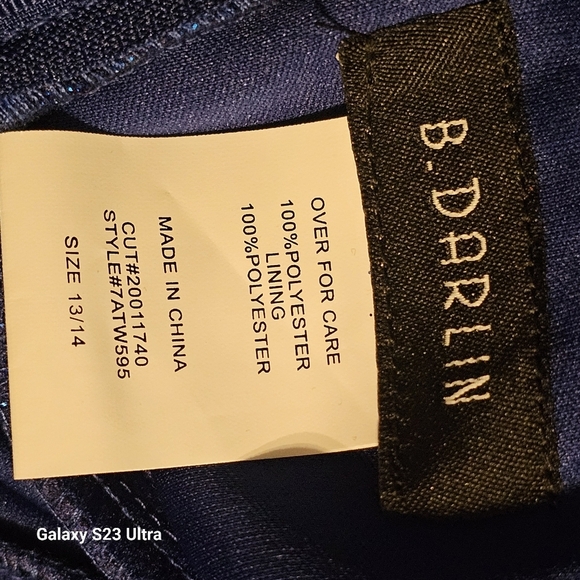 B.DARLIN
OVER FOR CARE
100%POLYESTER
LINING
100%POLYESTER
MADE IN CHINA
CUT#20011740
STYLE#7ATW595
SIZE 13/14
Galaxy S23 Ultra